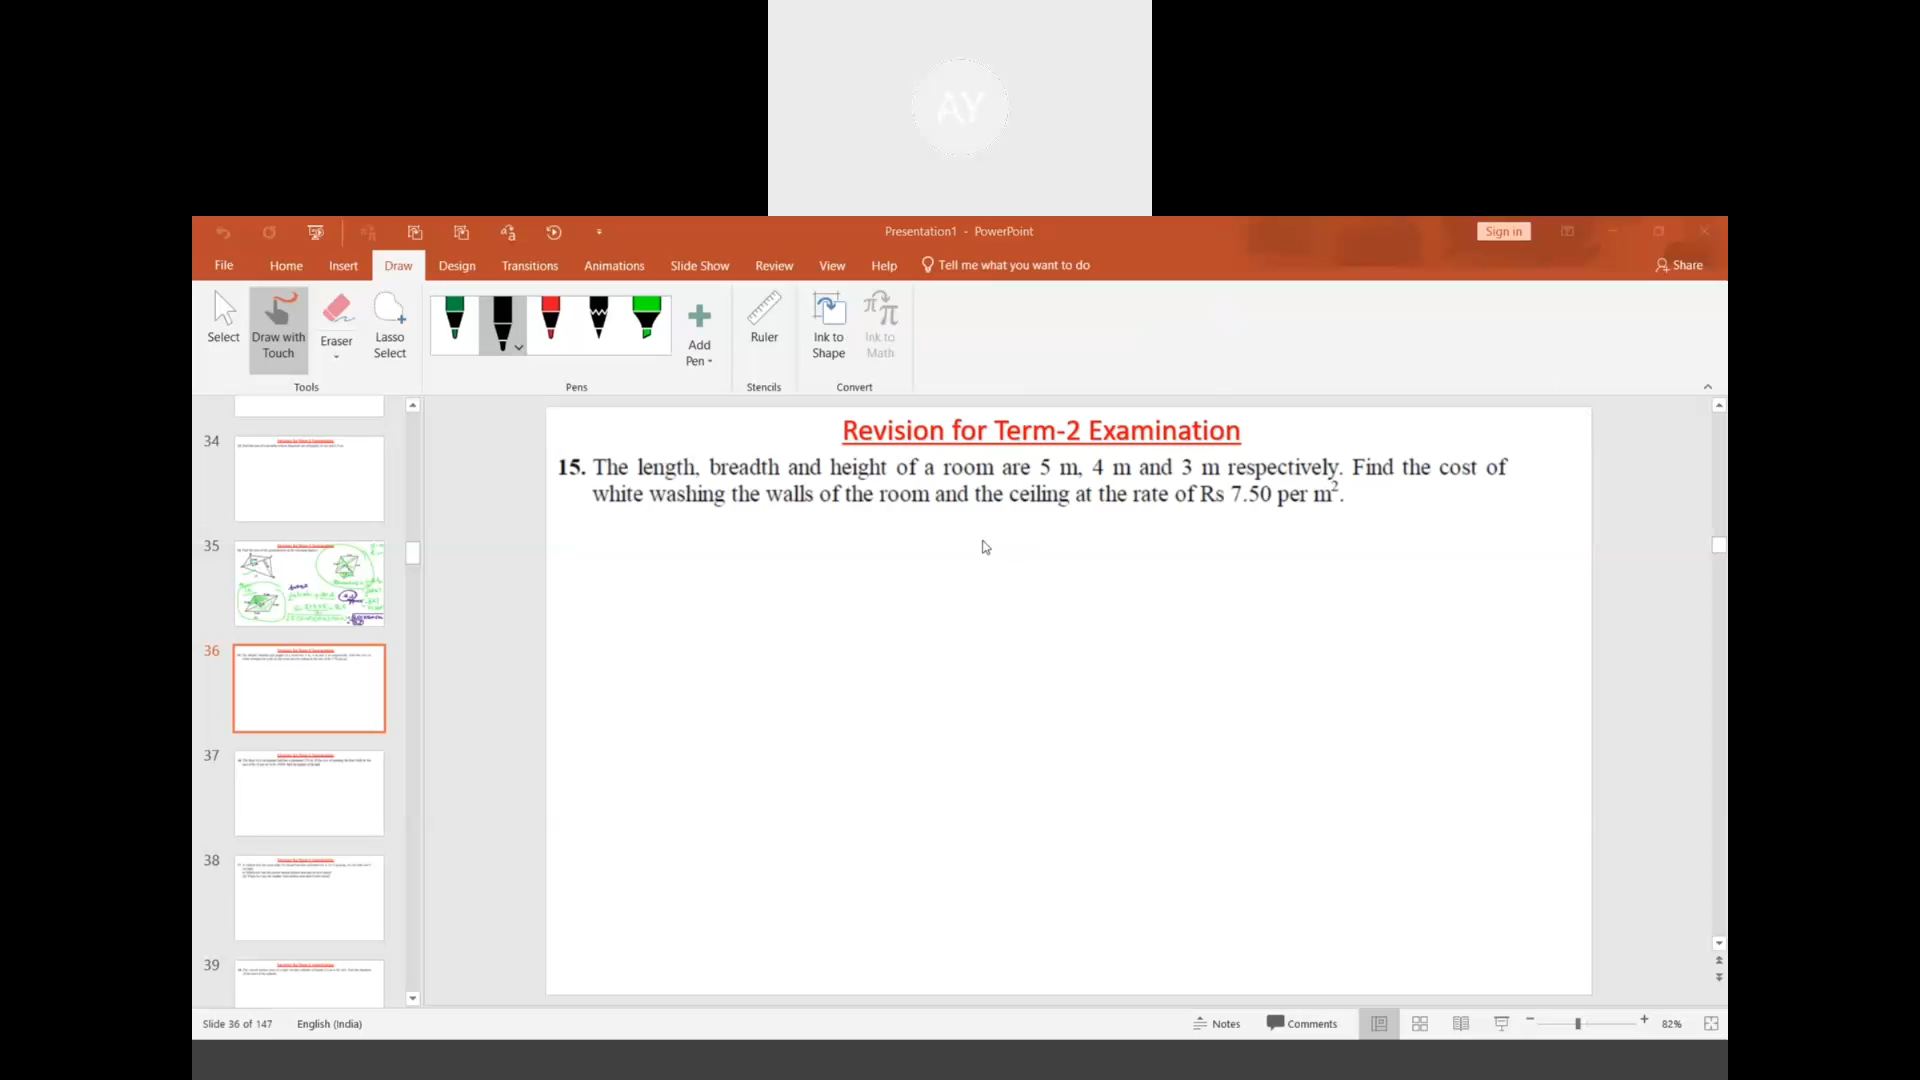 AY
Presentation1 - PowerPoint
Sign in
File Home Insert Draw Design Transitions Animations Slide Show Review View Help Tell me what you want to do
Share
Select
Draw with Touch
Eraser
Lasso Select
Add Pen
Ruler
Ink to Shape
Ink to Math
Tools
Pens
Stencils
Convert
34
35
36
37
38
39
Revision for Term-2 Examination
15. The length, breadth and height of a room are 5 m, 4 m and 3 m respectively. Find the cost of
white washing the walls of the room and the ceiling at the rate of Rs 7.50 per m².
Slide 36 of 147 English (India)
Notes Comments 82%